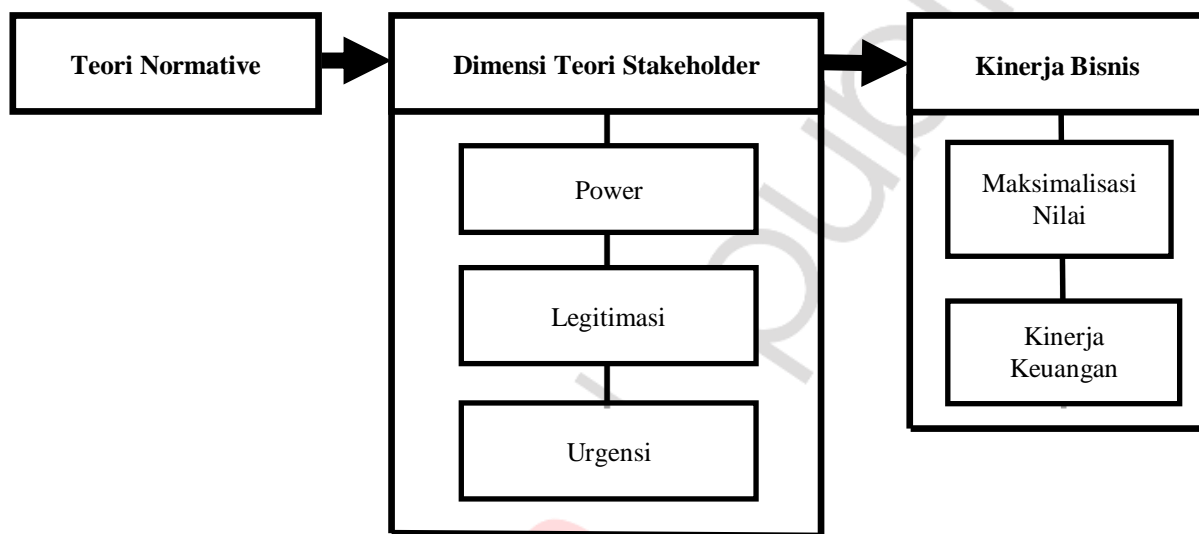 Teori Normative
Dimensi Teori Stakeholder
Kinerja Bisnis
Power
Legitimasi
Urgensi
Maksimalisasi
Nilai
Kinerja
Keuangan